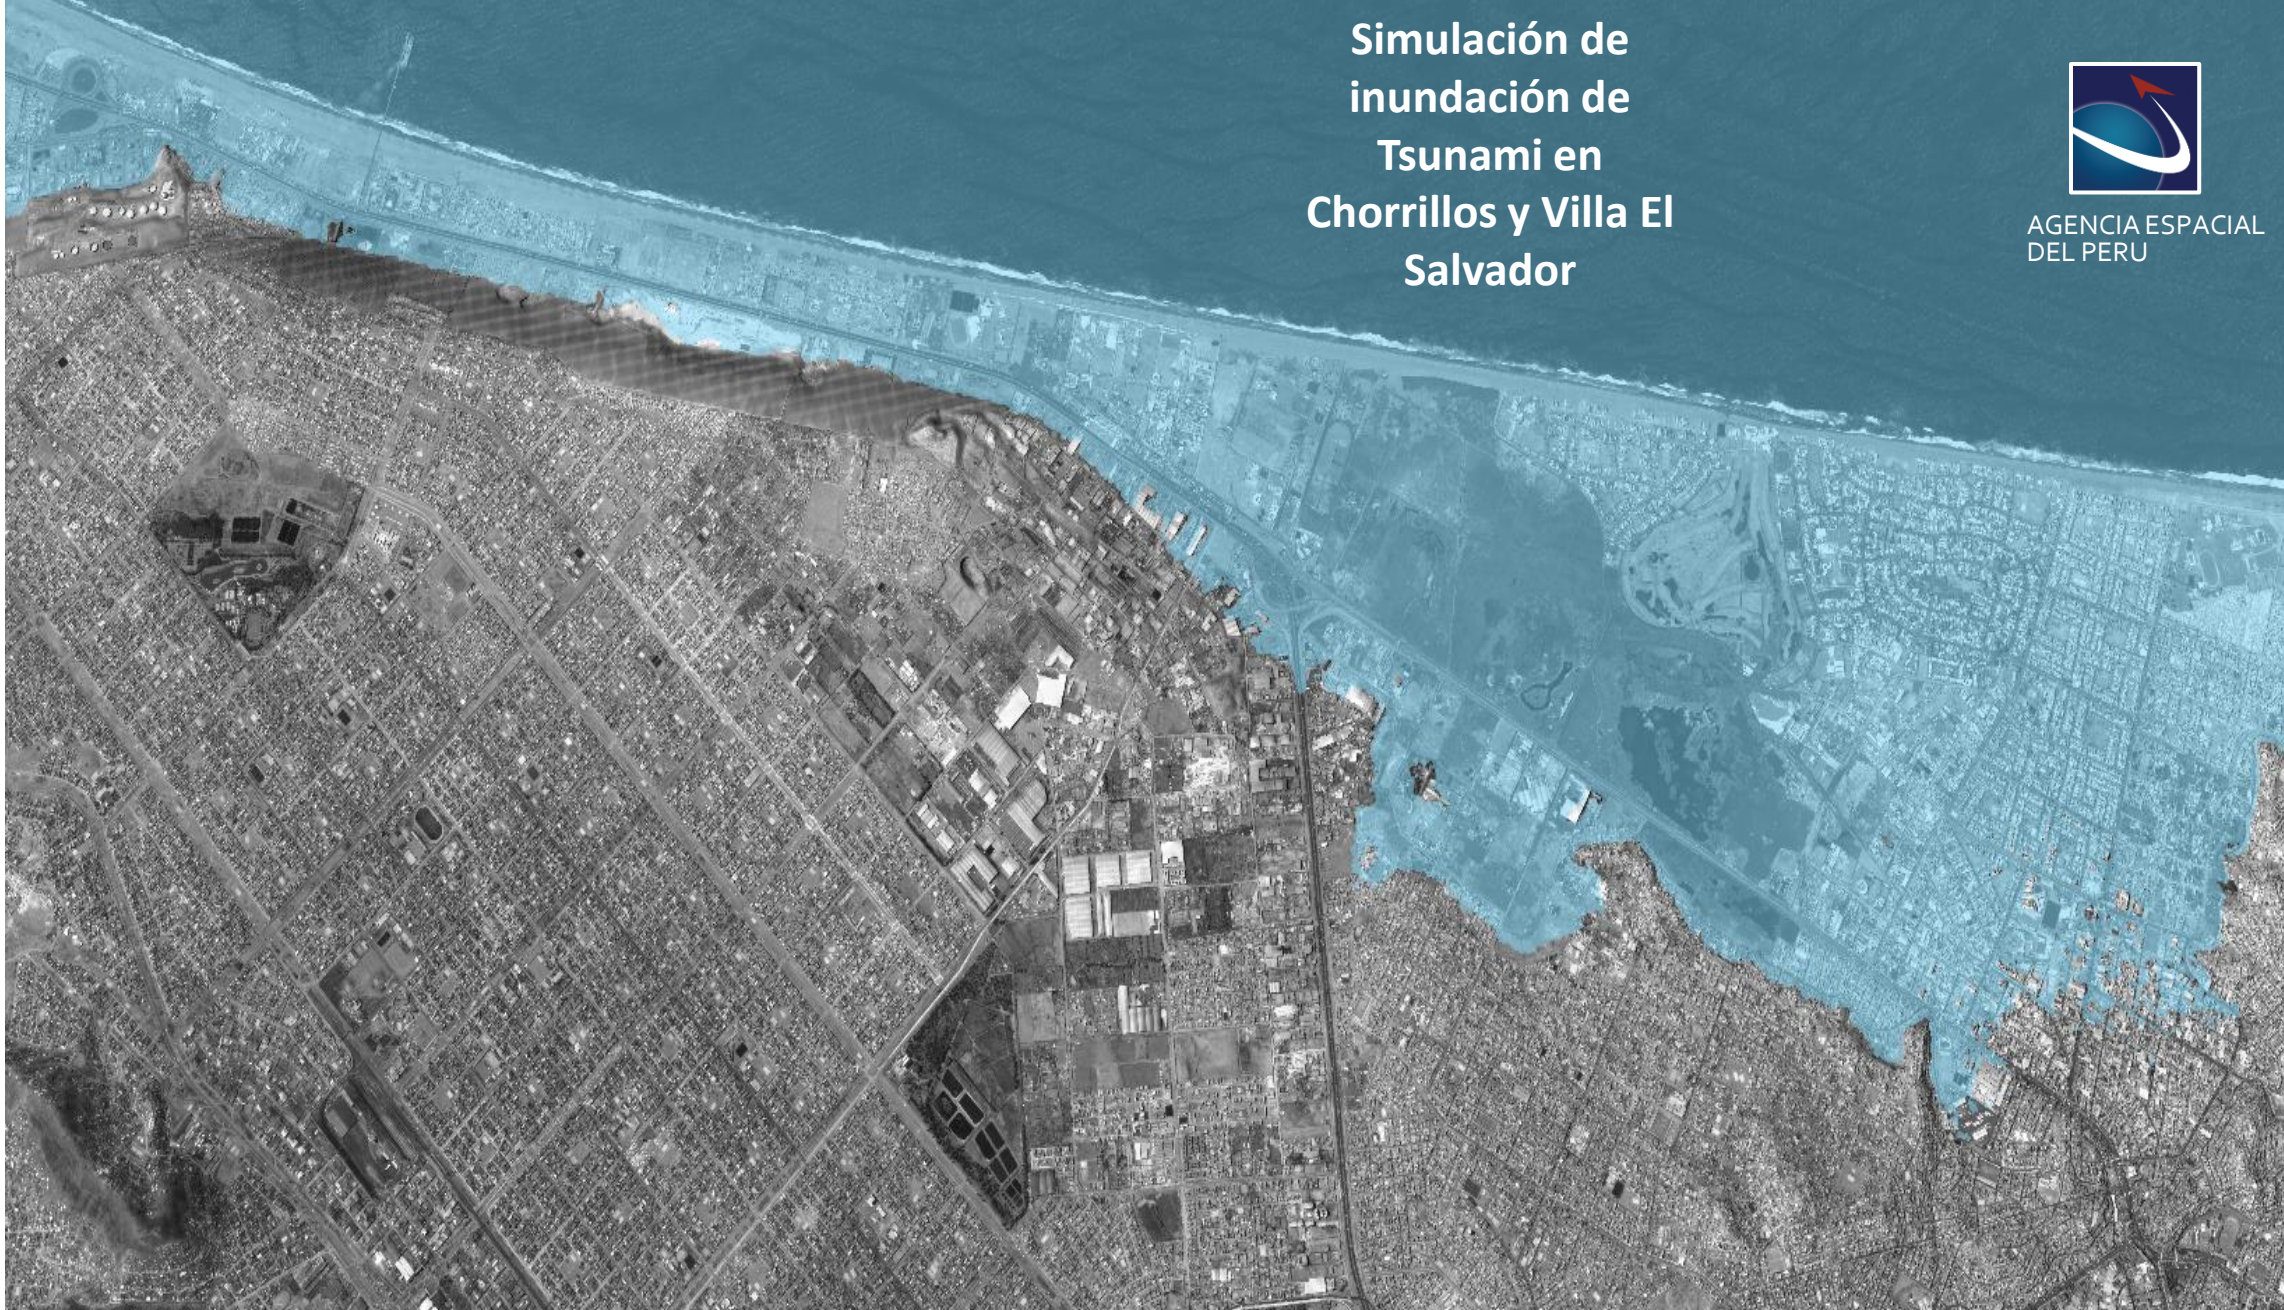 Simulación de
inundación de
Tsunami en
Chorrillos y Villa El
Salvador
AGENCIA ESPACIAL
DEL PERU